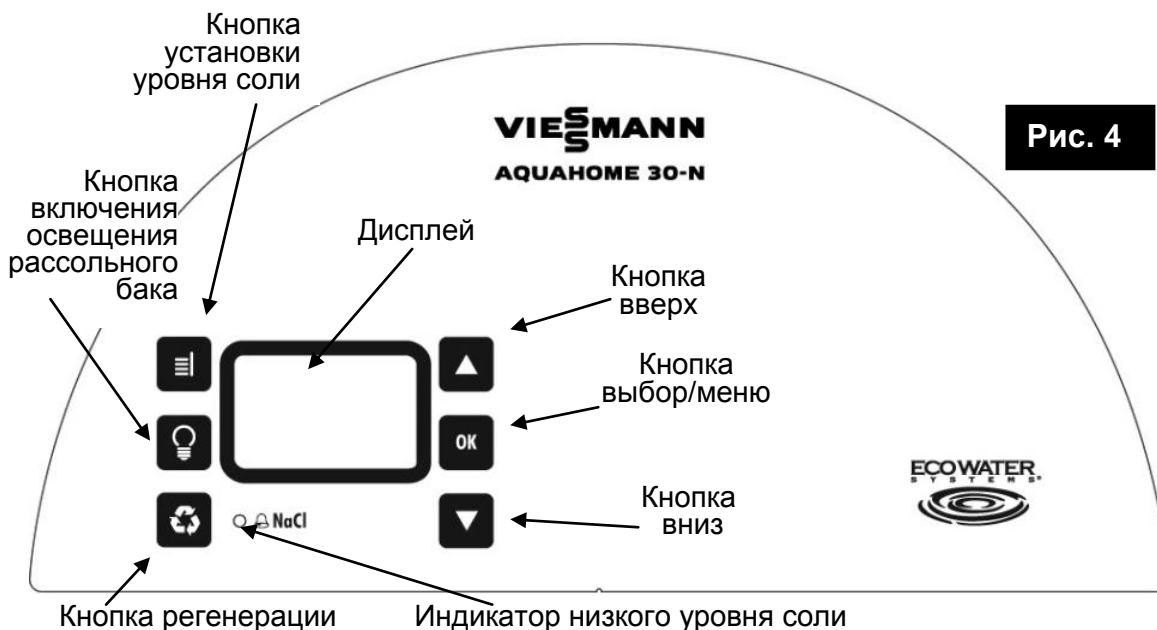 Кнопка
установки
уровня соли
VIESSMANN
AQUAHOME 30-N
Рис. 4
Кнопка
включения
освещения
рассольного
бака
Дисплей
Кнопка
вверх
Кнопка
выбор/меню
OK
ECOWATER
SYSTEMS®
Кнопка
вниз
NaCl
Кнопка регенерации
Индикатор низкого уровня соли